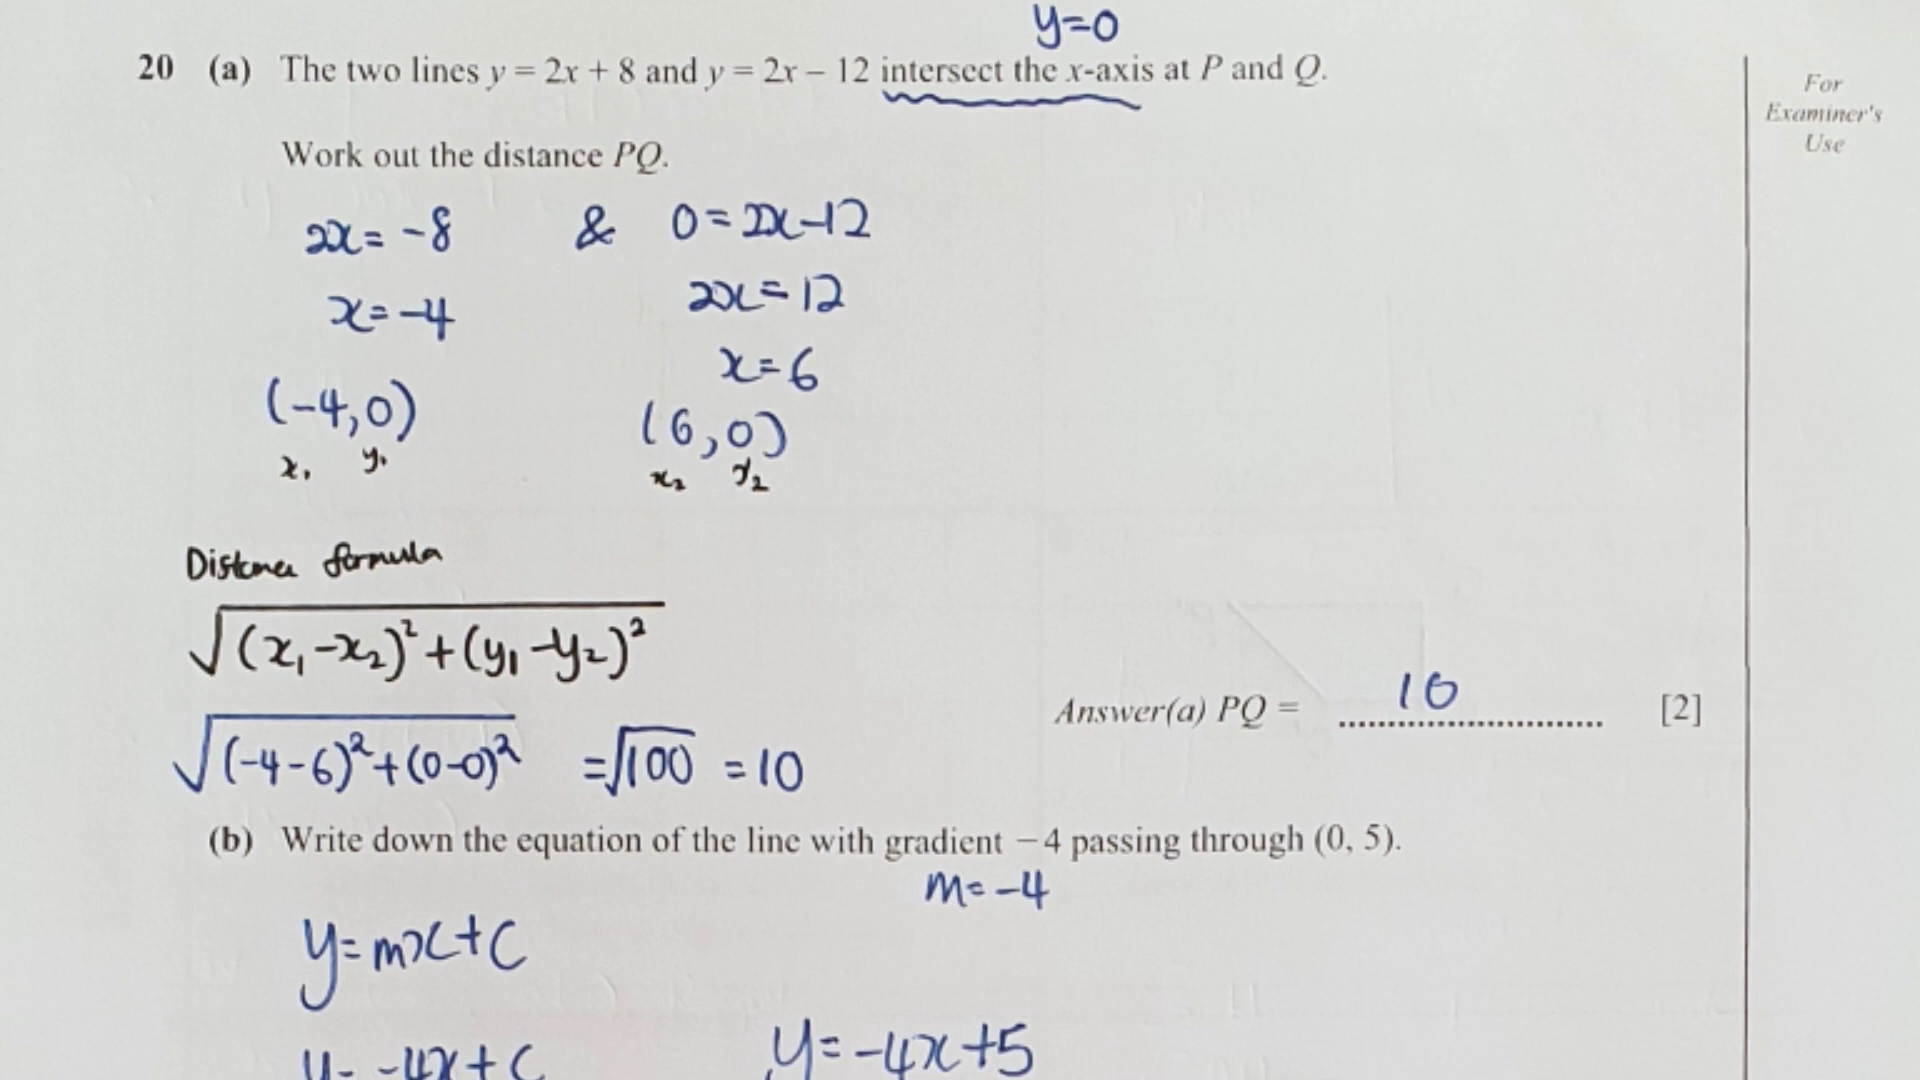 y=0
20 (a) The two lines y = 2x + 8 and y = 2x – 12 intersect the x-axis at P and Q.
For
Examiner's
Use
Work out the distance PQ.
2x = -8 & 0 = 2x-12
x = -4 2x = 12
x = 6
(-4,0) (6,0)
x₁ y₁ x₂ y₂
Distance formula
√(x₁-x₂)²+(y₁-y₂)²
Answer(a) PQ = 10 [2]
√(-4-6)²+(0-0)² =√100 = 10
(b) Write down the equation of the line with gradient – 4 passing through (0, 5).
m = -4
y = mx+c
y = -4x+c y = -4x+5